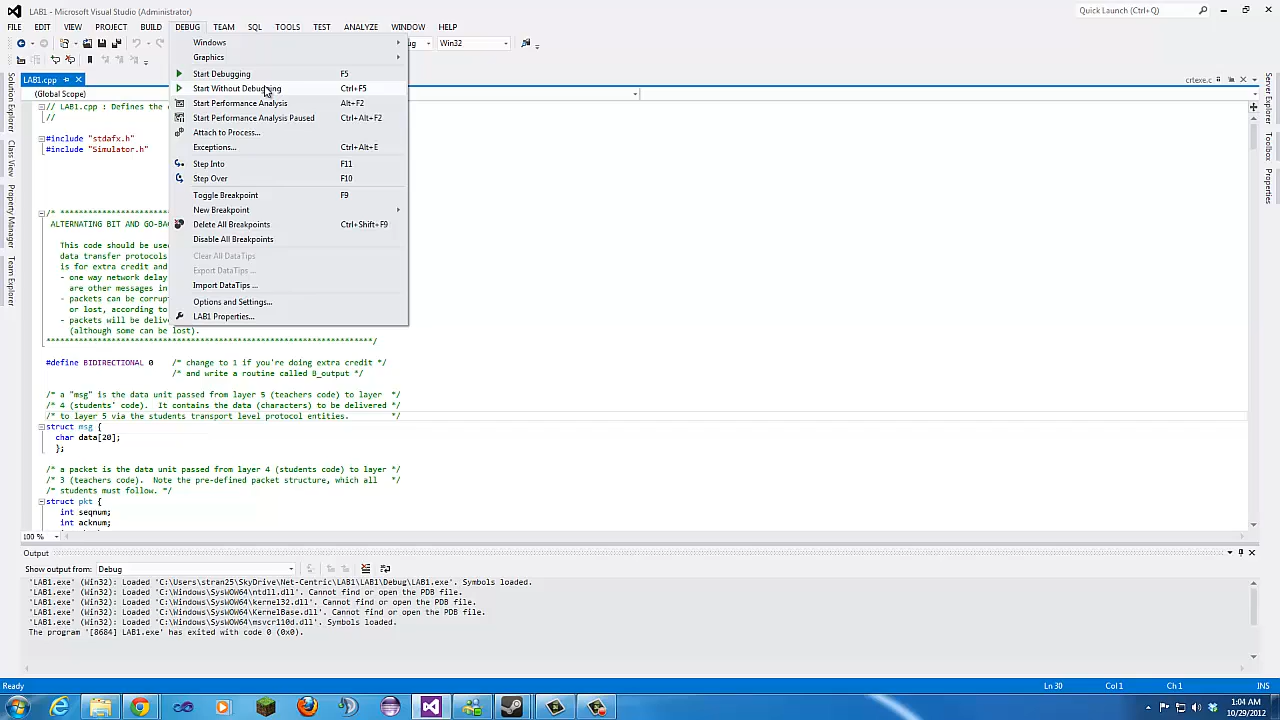 LAB1 - Microsoft Visual Studio (Administrator)
Quick Launch (Ctrl+Q)
FILE EDIT VIEW PROJECT BUILD DEBUG TEAM SQL TOOLS TEST ANALYZE WINDOW HELP
ug Win32
LAB1.cpp
crtexe.c
(Global Scope)
Windows
Graphics
Start Debugging F5
Start Without Debugging Ctrl+F5
Start Performance Analysis Alt+F2
Start Performance Analysis Paused Ctrl+Alt+F2
Attach to Process...
Exceptions... Ctrl+Alt+E
Step Into F11
Step Over F10
Toggle Breakpoint F9
New Breakpoint
Delete All Breakpoints Ctrl+Shift+F9
Disable All Breakpoints
Clear All DataTips
Export DataTips ...
Import DataTips ...
Options and Settings...
LAB1 Properties...
Solution Explorer
Class View
Property Manager
Team Explorer
Server Explorer
Toolbox
Properties
// LAB1.cpp : Defines the
//
#include "stdafx.h"
#include "Simulator.h"
/* **********************
ALTERNATING BIT AND GO-BA
This code should be use
data transfer protocols
is for extra credit and
- one way network delay
are other messages in
- packets can be corrup
or lost, according to
- packets will be deliv
(although some can be lost).
**********************************************************************/
#define BIDIRECTIONAL 0 /* change to 1 if you're doing extra credit */
/* and write a routine called B_output */
/* a "msg" is the data unit passed from layer 5 (teachers code) to layer */
/* 4 (students' code). It contains the data (characters) to be delivered */
/* to layer 5 via the students transport level protocol entities. */
struct msg {
char data[20];
};
/* a packet is the data unit passed from layer 4 (students code) to layer */
/* 3 (teachers code). Note the pre-defined packet structure, which all */
/* students must follow. */
struct pkt {
int seqnum;
int acknum;
100 %
Output
Show output from: Debug
'LAB1.exe' (Win32): Loaded 'C:\Users\stran25\SkyDrive\Net-Centric\LAB1\LAB1\Debug\LAB1.exe'. Symbols loaded.
'LAB1.exe' (Win32): Loaded 'C:\Windows\SysWOW64\ntdll.dll'. Cannot find or open the PDB file.
'LAB1.exe' (Win32): Loaded 'C:\Windows\SysWOW64\kernel32.dll'. Cannot find or open the PDB file.
'LAB1.exe' (Win32): Loaded 'C:\Windows\SysWOW64\KernelBase.dll'. Cannot find or open the PDB file.
'LAB1.exe' (Win32): Loaded 'C:\Windows\SysWOW64\msvcr110d.dll'. Symbols loaded.
The program '[8684] LAB1.exe' has exited with code 0 (0x0).
Ready Ln 30 Col 1 Ch 1 INS
1:04 AM
10/29/2012